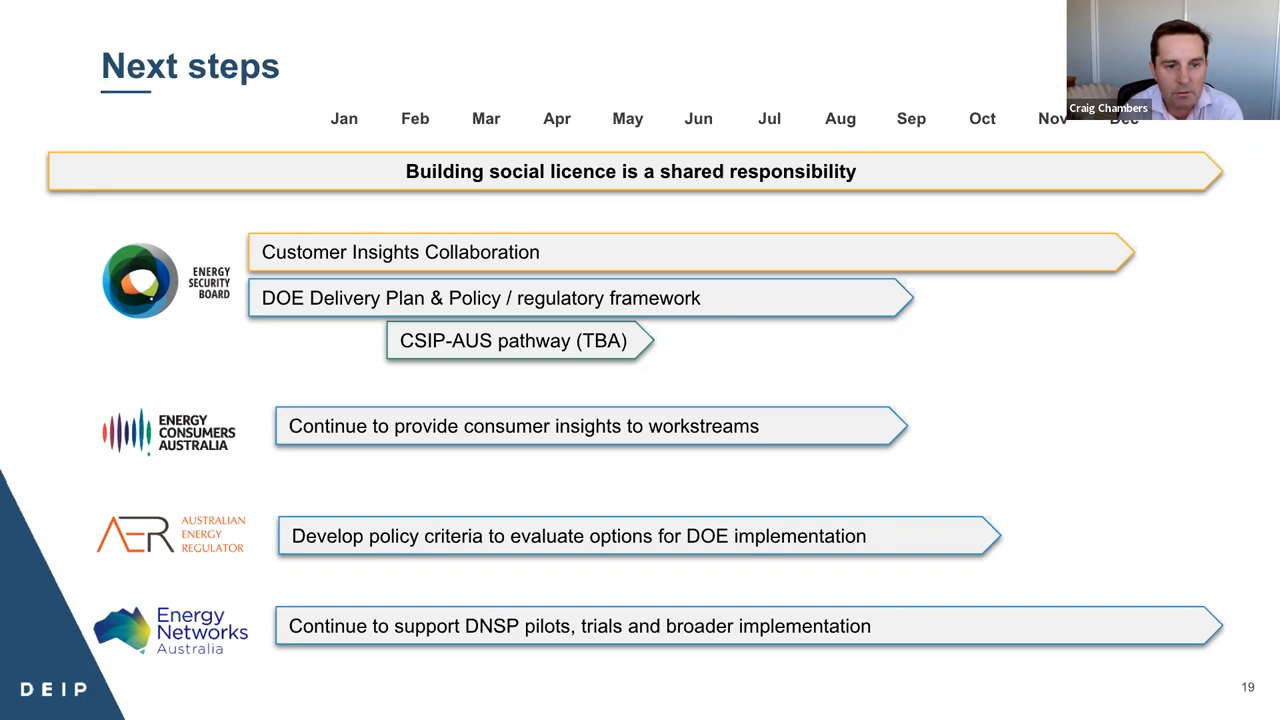 Next steps
Craig Chambers
Jan Feb Mar Apr May Jun Jul Aug Sep Oct Nov Dec
Building social licence is a shared responsibility
ENERGY
SECURITY
BOARD
Customer Insights Collaboration
DOE Delivery Plan & Policy / regulatory framework
CSIP-AUS pathway (TBA)
ENERGY
CONSUMERS
AUSTRALIA
Continue to provide consumer insights to workstreams
AER
AUSTRALIAN
ENERGY
REGULATOR
Develop policy criteria to evaluate options for DOE implementation
Energy
Networks
Australia
Continue to support DNSP pilots, trials and broader implementation
DEIP
19